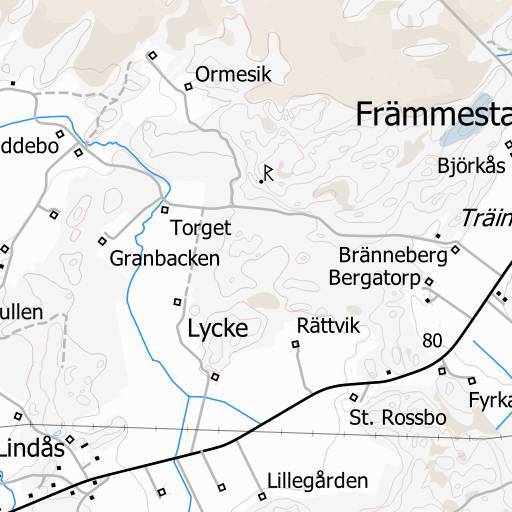 Ormesik
Främmesta
ddebo
Björkås
R
Torget
Träin
Granbacken
Bränneberg
Bergatorp
ullen
Lycke
Rättvik
80
Fyrka
St. Rossbo
Lindås
Lillegården